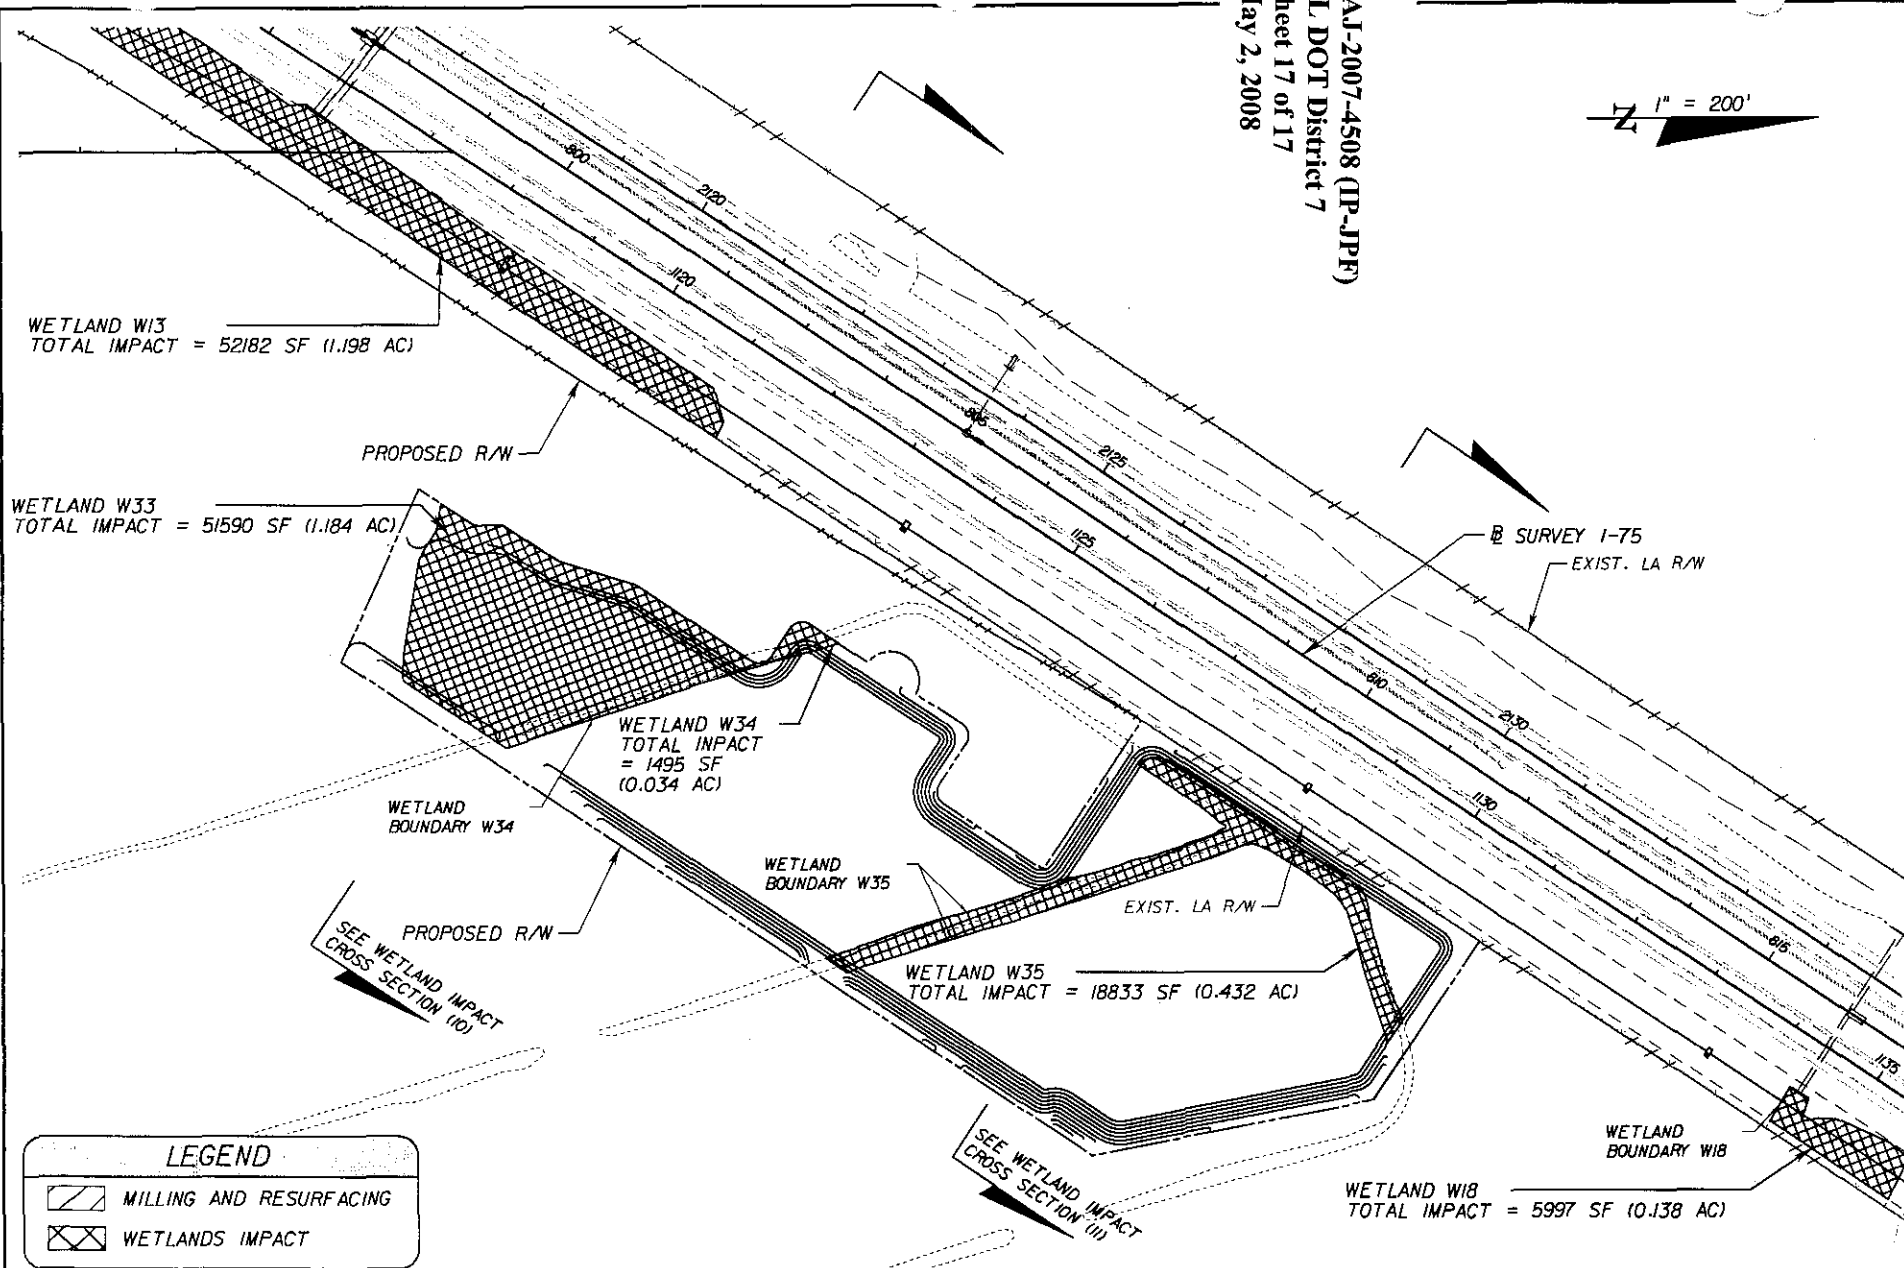 AJ-2007-4508 (IP-JPF)
L DOT District 7
heet 17 of 17
lay 2, 2008
N
1" = 200'
800
2120
1120
WETLAND W13
TOTAL IMPACT = 52182 SF (1.198 AC)
PROPOSED R/W
805
2125
WETLAND W33
TOTAL IMPACT = 51590 SF (1.184 AC)
1125
B SURVEY I-75
EXIST. LA R/W
810
2130
WETLAND W34
TOTAL INPACT
= 1495 SF
(0.034 AC)
WETLAND
BOUNDARY W34
1130
WETLAND
BOUNDARY W35
EXIST. LA R/W
815
PROPOSED R/W
SEE WETLAND IMPACT
CROSS SECTION (10)
WETLAND W35
TOTAL IMPACT = 18833 SF (0.432 AC)
1135
WETLAND
BOUNDARY W18
SEE WETLAND IMPACT
CROSS SECTION (11)
WETLAND W18
TOTAL IMPACT = 5997 SF (0.138 AC)
LEGEND
MILLING AND RESURFACING
WETLANDS IMPACT